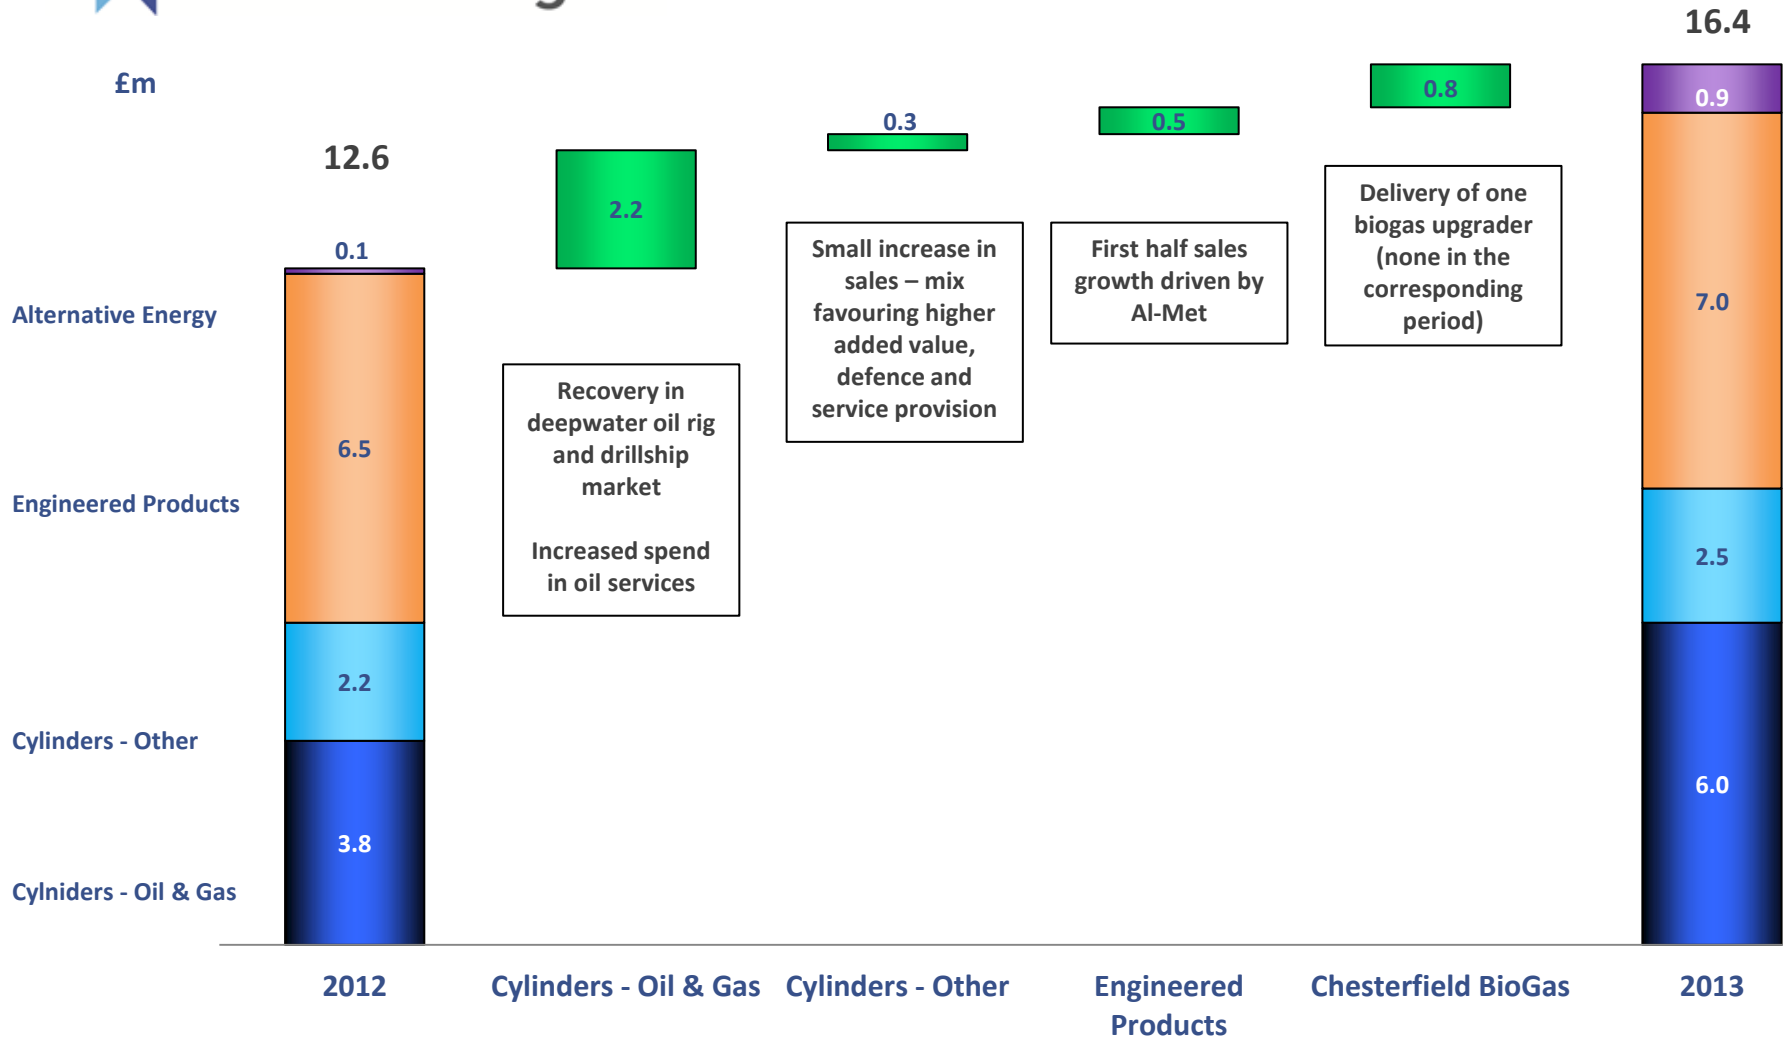 £m
16.4
12.6
0.1
6.5
2.2
3.8
Alternative Energy
Engineered Products
Cylinders - Other
Cylniders - Oil & Gas
2.2
Recovery in
deepwater oil rig
and drillship
market
Increased spend
in oil services
0.3
Small increase in
sales – mix
favouring higher
added value,
defence and
service provision
0.5
First half sales
growth driven by
Al-Met
0.8
Delivery of one
biogas upgrader
(none in the
corresponding
period)
0.9
7.0
2.5
6.0
2012
Cylinders - Oil & Gas
Cylinders - Other
Engineered
Products
Chesterfield BioGas
2013